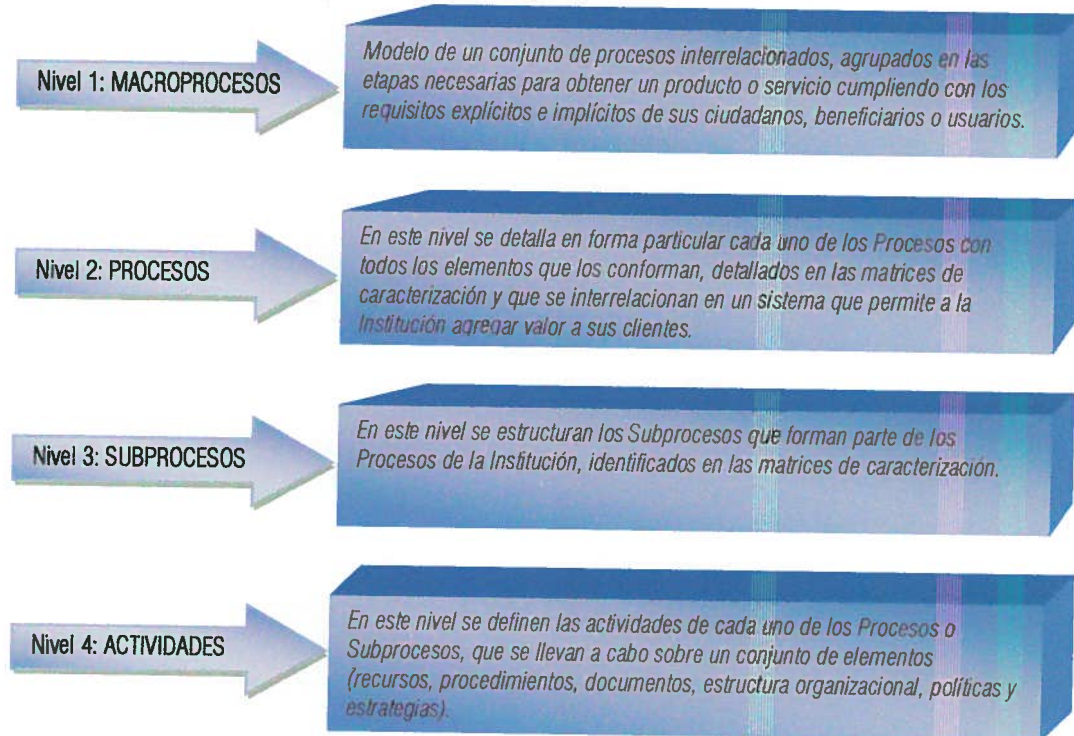 Nivel 1: MACROPROCESOS
Modelo de un conjunto de procesos interrelacionados, agrupados en las
etapas necesarias para obtener un producto o servicio cumpliendo con los
requisitos explícitos e implícitos de sus ciudadanos, beneficiarios o usuarios.
Nivel 2: PROCESOS
En este nivel se detalla en forma particular cada uno de los Procesos con
todos los elementos que los conforman, detallados en las matrices de
caracterización y que se interrelacionan en un sistema que permite a la
Institución agregar valor a sus clientes.
Nivel 3: SUBPROCESOS
En este nivel se estructuran los Subprocesos que forman parte de los
Procesos de la Institución, identificados en las matrices de caracterización.
Nivel 4: ACTIVIDADES
En este nivel se definen las actividades de cada uno de los Procesos o
Subprocesos, que se llevan a cabo sobre un conjunto de elementos
(recursos, procedimientos, documentos, estructura organizacional, políticas y
estrategias).